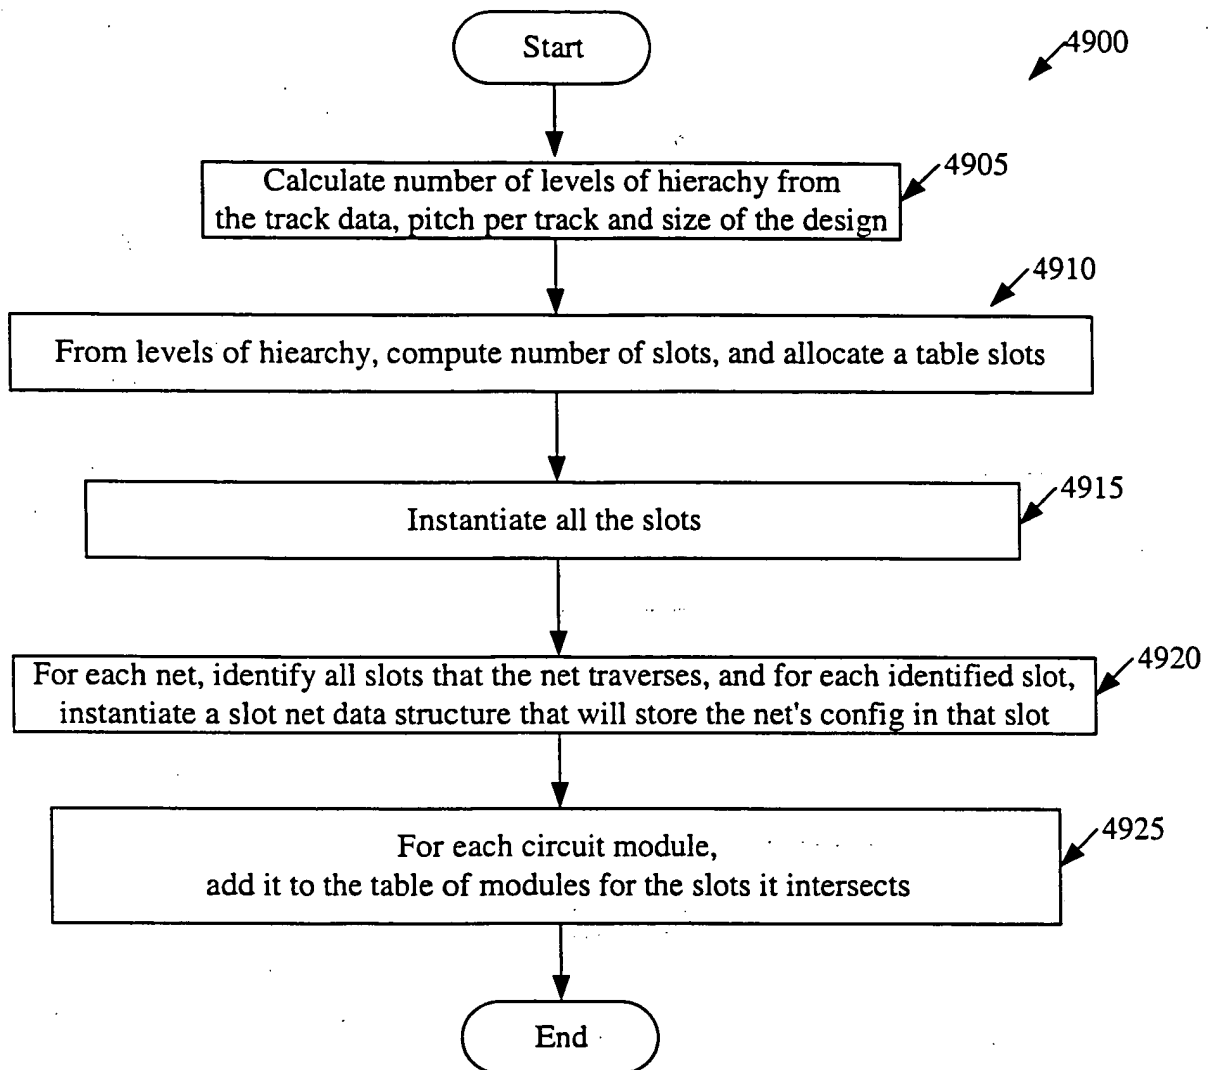 Start
4900
4905
Calculate number of levels of hierachy from
the track data, pitch per track and size of the design
4910
From levels of hiearchy, compute number of slots, and allocate a table slots
4915
Instantiate all the slots
4920
For each net, identify all slots that the net traverses, and for each identified slot,
instantiate a slot net data structure that will store the net's config in that slot
4925
For each circuit module,
add it to the table of modules for the slots it intersects
End